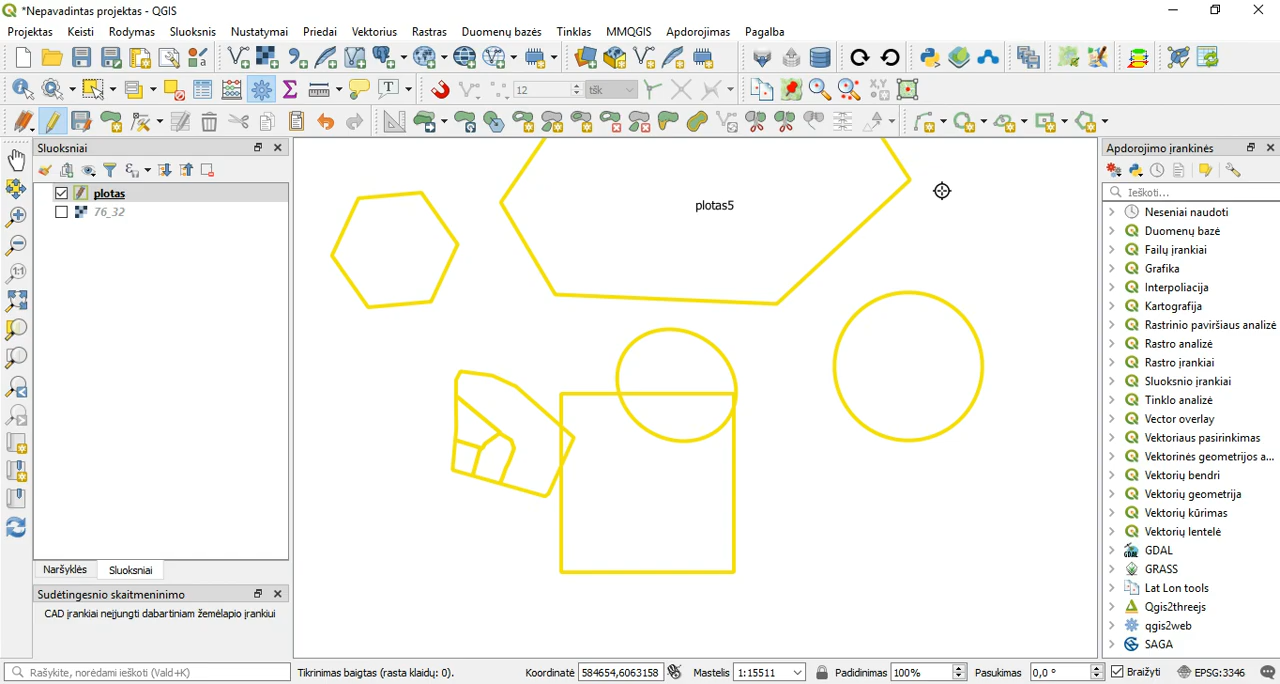 *Nepavadintas projektas - QGIS
Projektas Keisti Rodymas Sluoksnis Nustatymai Priedai Vektorius Rastras Duomenų bazės Tinklas MMQGIS Apdorojimas Pagalba
12 tšk
X,Y
1:1
Sluoksniai
plotas
76_32
Naršyklės Sluoksniai
Sudėtingesnio skaitmeninimo
CAD įrankiai neįjungti dabartiniam žemėlapio įrankiui
plotas5
Apdorojimo įrankinės
Ieškoti...
Neseniai naudoti
Duomenų bazė
Failų įrankiai
Grafika
Interpoliacija
Kartografija
Rastrinio paviršiaus analizė
Rastro analizė
Rastro įrankiai
Sluoksnio įrankiai
Tinklo analizė
Vector overlay
Vektoriaus pasirinkimas
Vektorinės geometrijos a...
Vektorių bendri
Vektorių geometrija
Vektorių kūrimas
Vektorių lentelė
GDAL
GRASS
Lat Lon tools
Qgis2threejs
qgis2web
SAGA
Rašykite, norėdami ieškoti (Vald+K) Tikrinimas baigtas (rasta klaidų: 0). Koordinatė 584654,6063158 Mastelis 1:15511 Padidinimas 100% Pasukimas 0,0 ° Braižyti EPSG:3346